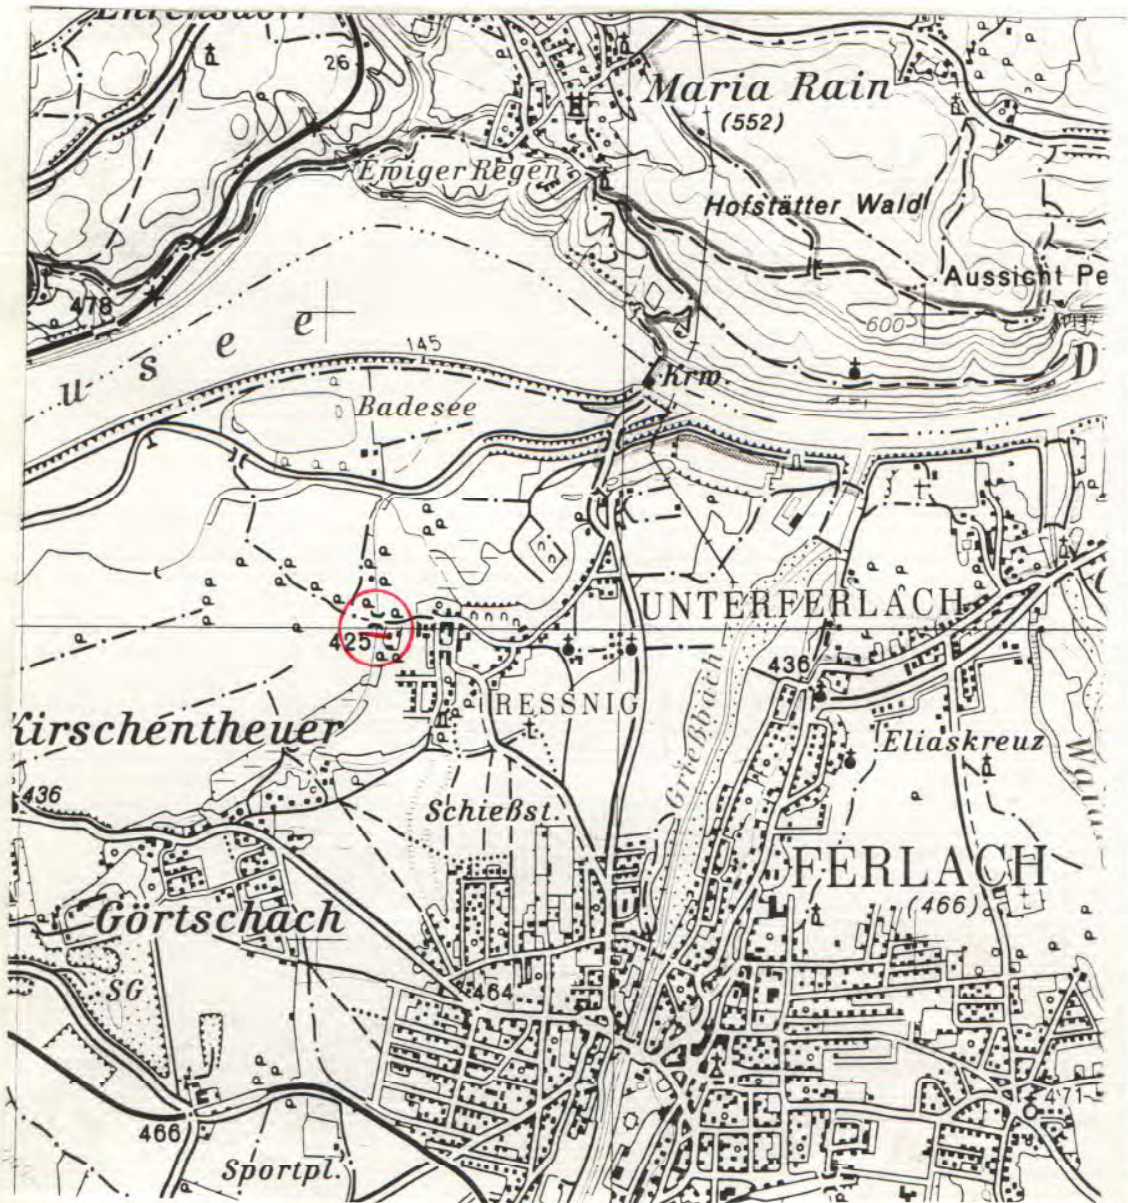 Ehrensdorf
26
Maria Rain
(552)
Ewiger Regen
Hofstätter Wald
Aussicht Pe
478
600
u s e e
145
Krw.
D
Badesee
UNTERFERLACH
425
436
RESSNIG
Grießbach
Kirschentheuer
Eliaskreuz
436
Schießst.
FERLACH
(466)
Görtschach
SG
464
471
466
Sportpl.